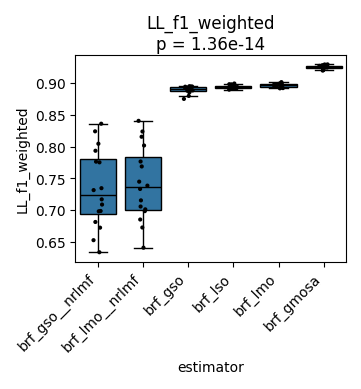 LL_f1_weighted
p = 1.36e-14
LL_f1_weighted
0.90
0.85
0.80
0.75
0.70
0.65
brf_gso__nrlmf
brf_lmo__nrlmf
brf_gso
brf_lso
brf_lmo
brf_gmosa
estimator